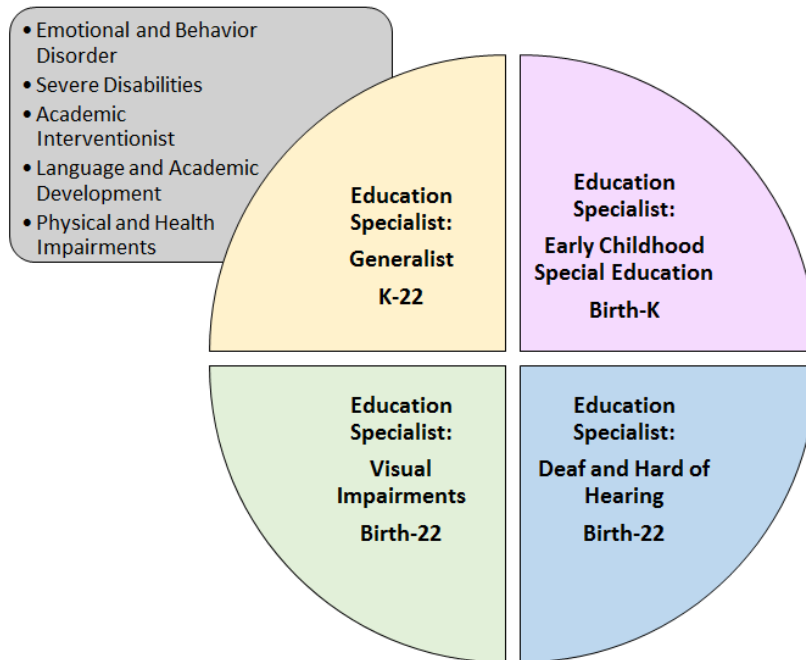 • Emotional and Behavior
Disorder
• Severe Disabilities
• Academic
Interventionist
• Language and Academic
Development
• Physical and Health
Impairments
Education
Specialist:
Generalist
K-22
Education
Specialist:
Early Childhood
Special Education
Birth-K
Education
Specialist:
Visual
Impairments
Birth-22
Education
Specialist:
Deaf and Hard of
Hearing
Birth-22